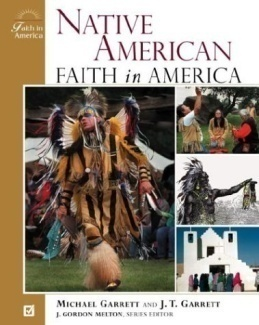 Faith in
America
NATIVE
AMERICAN
FAITH in AMERICA
MICHAEL GARRETT AND J. T. GARRETT
J. GORDON MELTON, SERIES EDITOR